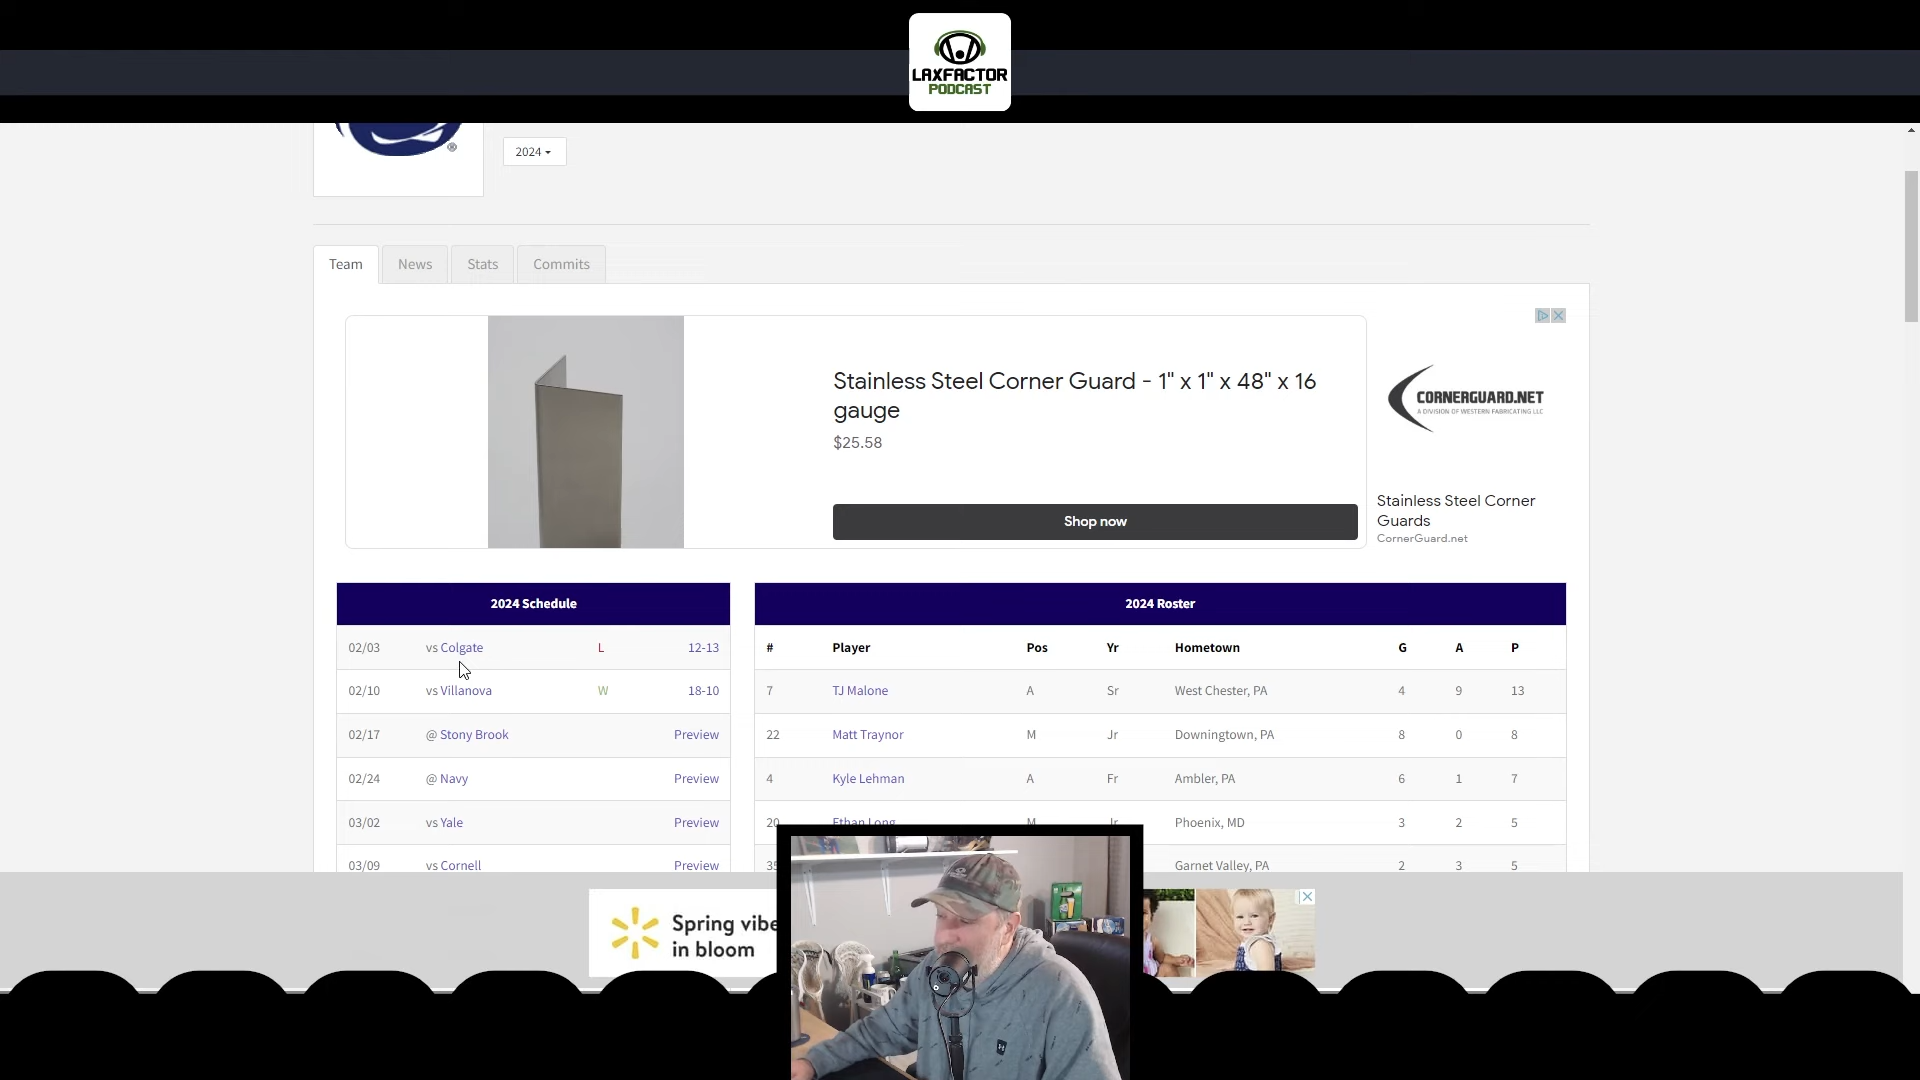 LAXFACTOR
PODCAST
®
2024
Team News Stats Commits
Stainless Steel Corner Guard - 1" x 1" x 48" x 16
gauge
$25.58
Shop now
CORNERGUARD.NET
A DIVISION OF WESTERN FABRICATING LLC
Stainless Steel Corner
Guards
CornerGuard.net
2024 Schedule
02/03 vs Colgate L 12-13
02/10 vs Villanova W 18-10
02/17 @ Stony Brook Preview
02/24 @ Navy Preview
03/02 vs Yale Preview
03/09 vs Cornell Preview
2024 Roster
# Player Pos Yr Hometown G A P
7 TJ Malone A Sr West Chester, PA 4 9 13
22 Matt Traynor M Jr Downingtown, PA 8 0 8
4 Kyle Lehman A Fr Ambler, PA 6 1 7
20 Ethan Long M Jr Phoenix, MD 3 2 5
Garnet Valley, PA 2 3 5
Spring vibe
in bloom